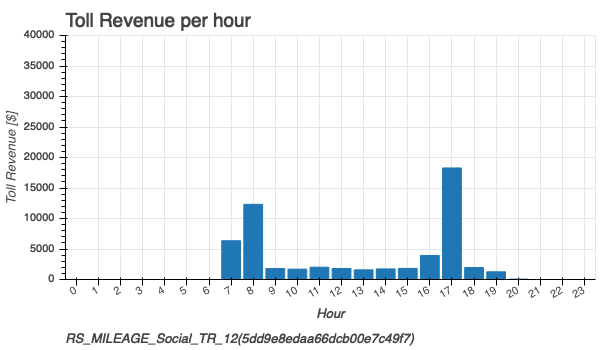 Toll Revenue per hour
40000
35000
30000
25000
20000
15000
10000
5000
0
Toll Revenue [$]
0 1 2 3 4 5 6 7 8 9 10 11 12 13 14 15 16 17 18 19 20 21 22 23
Hour
RS_MILEAGE_Social_TR_12(5dd9e8edaa66dcb00e7c49f7)